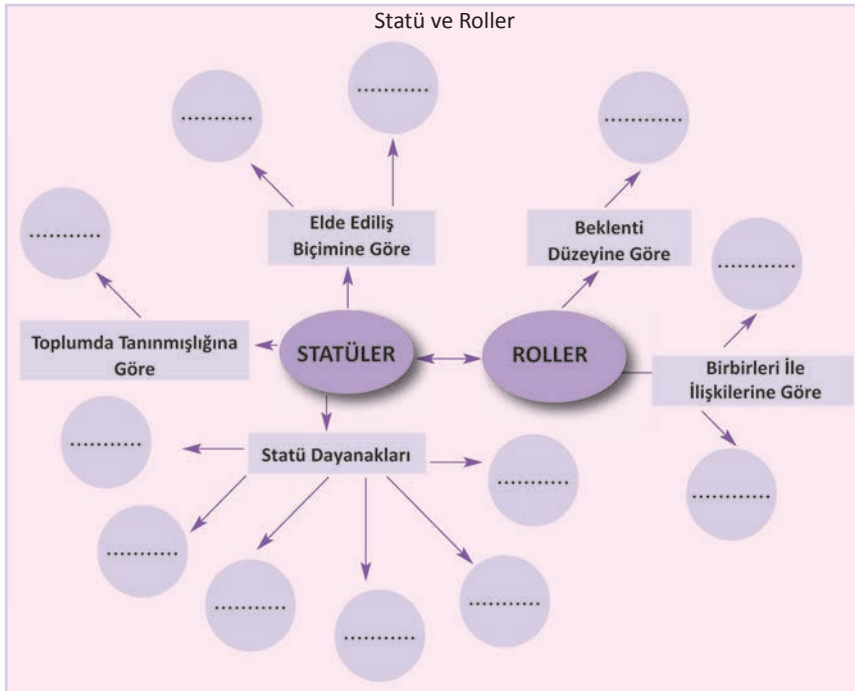 Statü ve Roller
...........
...........
...........
...........
Elde Ediliş
Biçimine Göre
Beklenti
Düzeyine Göre
...........
Toplumda Tanınmışlığına
Göre
STATÜLER
ROLLER
Birbirleri İle
İlişkilerine Göre
...........
Statü Dayanakları
...........
...........
...........
...........
...........
...........